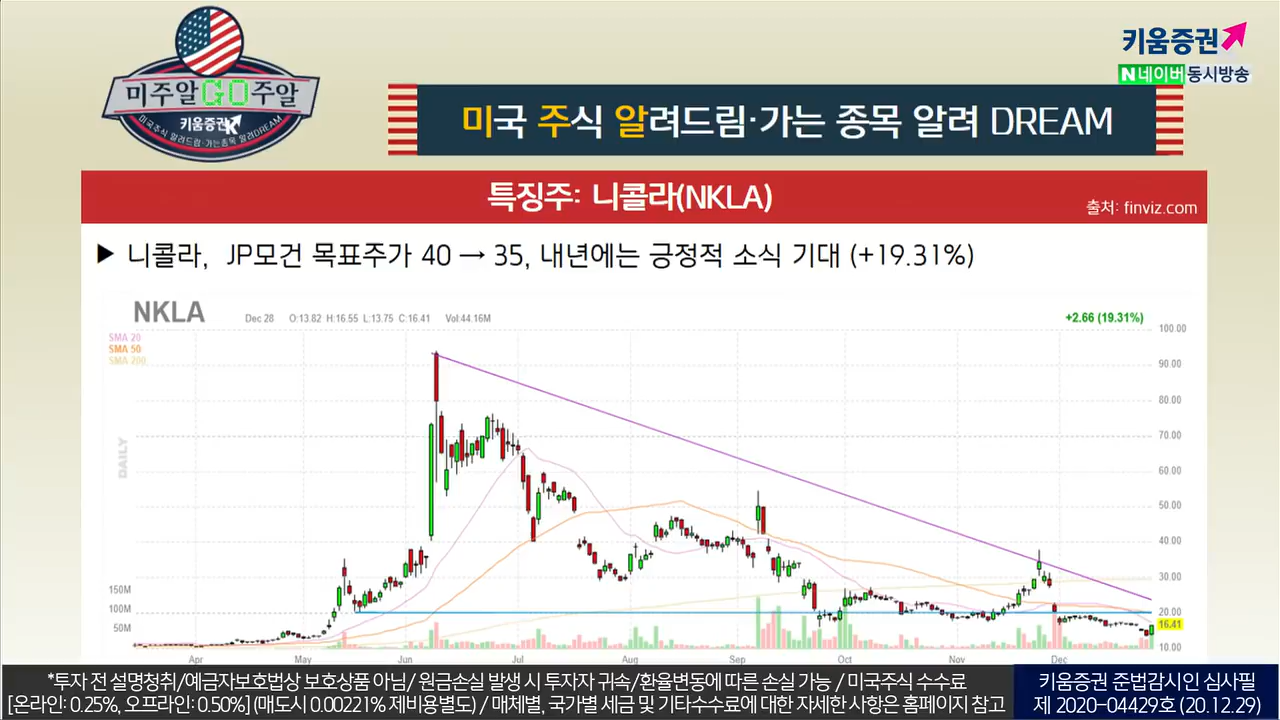 미주알GO주알
키움증권
미국주식 알려드림·가는종목 알려DREAM
키움증권
N 네이버 동시방송
미국 주식 알려드림·가는 종목 알려 DREAM
특징주: 니콜라(NKLA)
출처: finviz.com
▶ 니콜라, JP모건 목표주가 40 → 35, 내년에는 긍정적 소식 기대 (+19.31%)
NKLA
Dec 28 O:13.82 H:16.55 L:13.75 C:16.41 Vol:44.16M
+2.66 (19.31%)
SMA 20
SMA 50
SMA 200
DAILY
100.00
90.00
80.00
70.00
60.00
50.00
40.00
30.00
20.00
16.41
10.00
150M
100M
50M
Apr May Jun Jul Aug Sep Oct Nov Dec
*투자 전 설명청취/예금자보호법상 보호상품 아님/ 원금손실 발생 시 투자자 귀속/환율변동에 따른 손실 가능 / 미국주식 수수료
[온라인: 0.25%, 오프라인: 0.50%] (매도시 0.00221% 제비용별도) / 매체별, 국가별 세금 및 기타수수료에 대한 자세한 사항은 홈페이지 참고
키움증권 준법감시인 심사필
제 2020-04429호 (20.12.29)